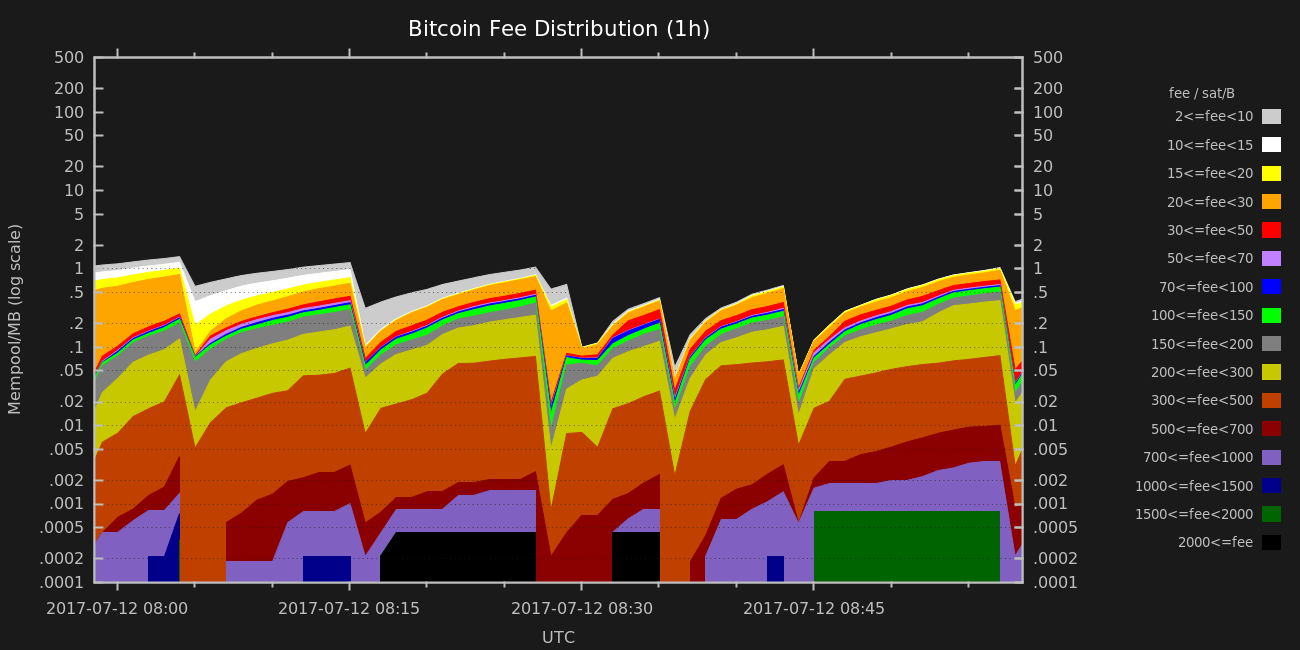 Bitcoin Fee Distribution (1h)
500
200
100
50
20
10
5
2
1
.5
.2
.1
.05
.02
.01
.005
.002
.001
.0005
.0002
.0001
Mempool/MB (log scale)
500
200
100
50
20
10
5
2
1
.5
.2
.1
.05
.02
.01
.005
.002
.001
.0005
.0002
.0001
2017-07-12 08:00
2017-07-12 08:15
2017-07-12 08:30
2017-07-12 08:45
UTC
fee / sat/B
2<=fee<10
10<=fee<15
15<=fee<20
20<=fee<30
30<=fee<50
50<=fee<70
70<=fee<100
100<=fee<150
150<=fee<200
200<=fee<300
300<=fee<500
500<=fee<700
700<=fee<1000
1000<=fee<1500
1500<=fee<2000
2000<=fee